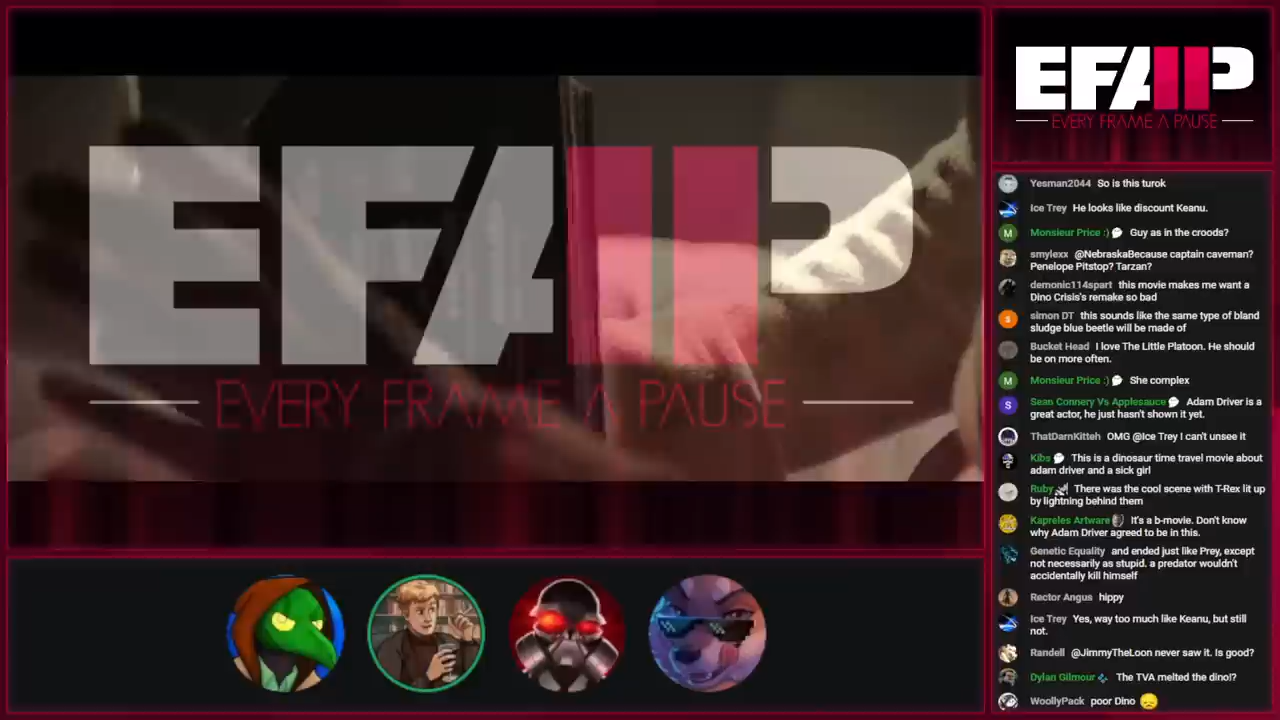 EFAP
EVERY FRAME A PAUSE
EFAP
EVERY FRAME A PAUSE
Yesman2044 So is this turok
Ice Trey He looks like discount Keanu.
Monsieur Price :) Guy as in the croods?
smylexx @NebraskaBecause captain caveman?
Penelope Pitstop? Tarzan?
demonic114spart this movie makes me want a
Dino Crisis's remake so bad
simon DT this sounds like the same type of bland
sludge blue beetle will be made of
Bucket Head I love The Little Platoon. He should
be on more often.
Monsieur Price :) She complex
Sean Connery Vs Applesauce Adam Driver is a
great actor, he just hasn't shown it yet.
ThatDarnKitteh OMG @Ice Trey I can't unsee it
Kibs This is a dinosaur time travel movie about
adam driver and a sick girl
Ruby There was the cool scene with T-Rex lit up
by lightning behind them
Kapreles Artware It's a b-movie. Don't know
why Adam Driver agreed to be in this.
Genetic Equality and ended just like Prey, except
not necessarily as stupid. a predator wouldn't
accidentally kill himself
Rector Angus hippy
Ice Trey Yes, way too much like Keanu, but still
not.
Randell @JimmyTheLoon never saw it. Is good?
Dylan Gilmour The TVA melted the dino!?
WoollyPack poor Dino